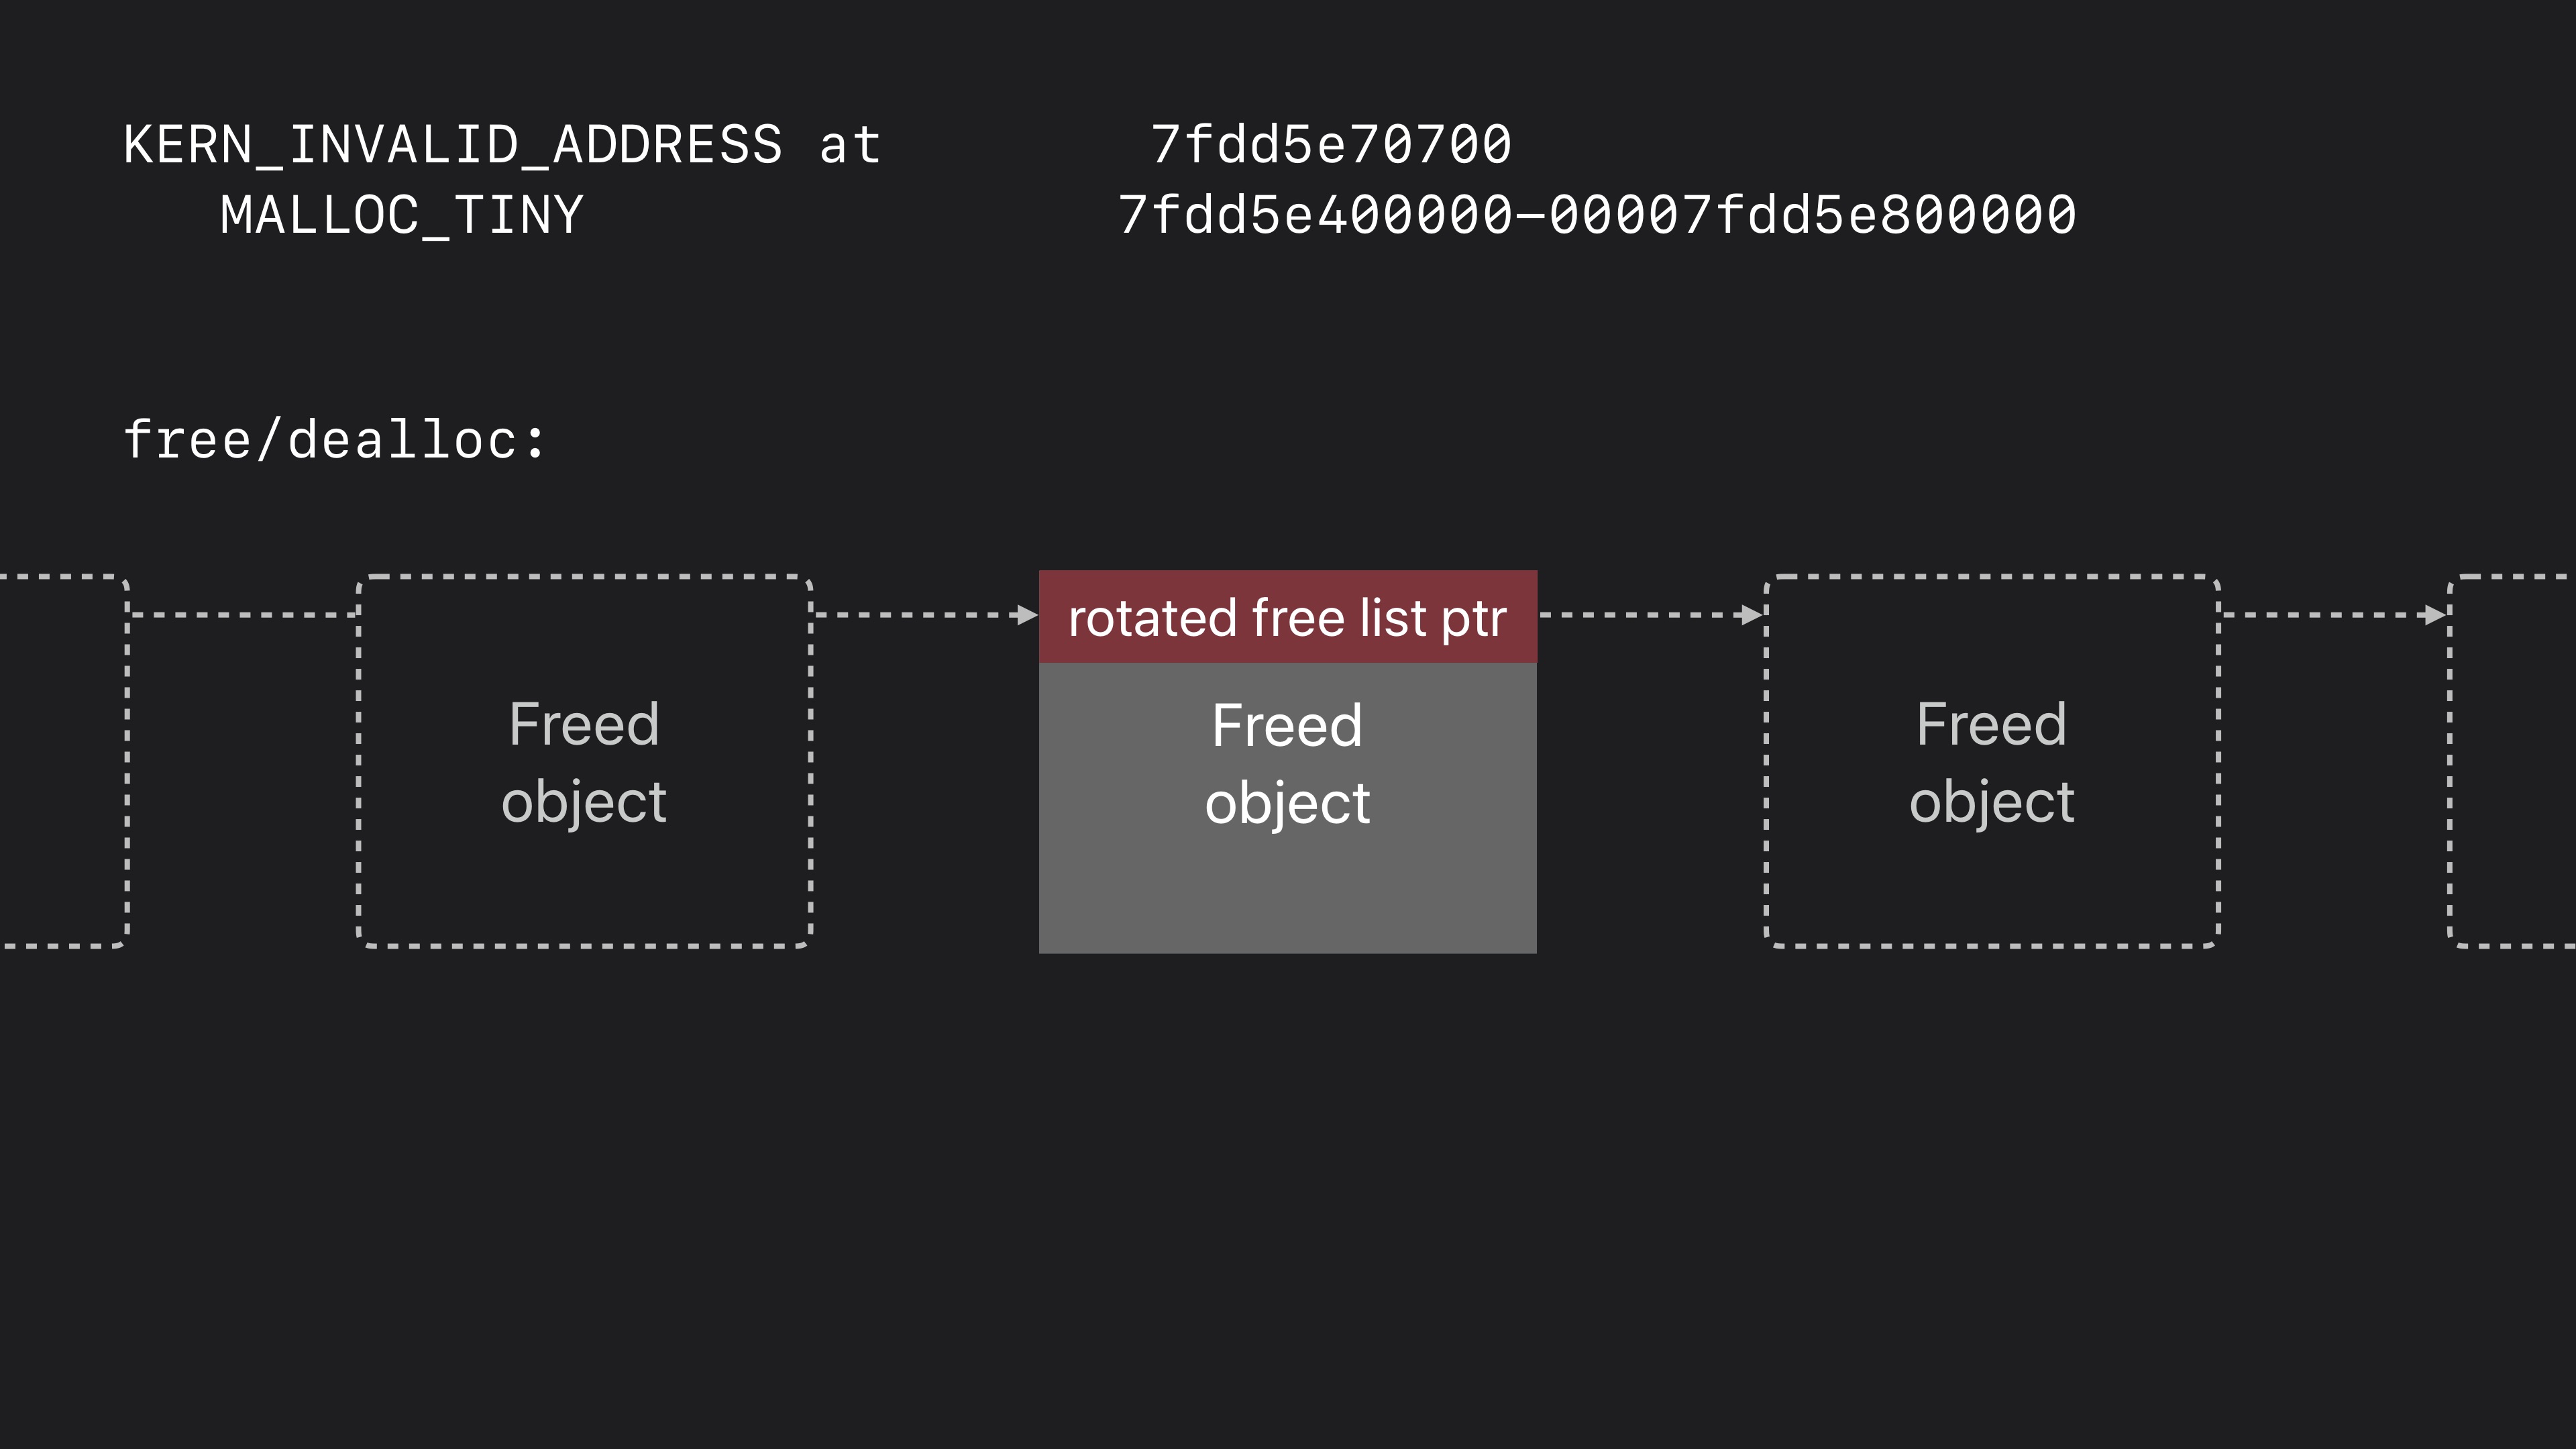 KERN_INVALID_ADDRESS at 7fdd5e70700
MALLOC_TINY 7fdd5e400000-00007fdd5e800000
free/dealloc:
rotated free list ptr
Freed
object
Freed
object
Freed
object